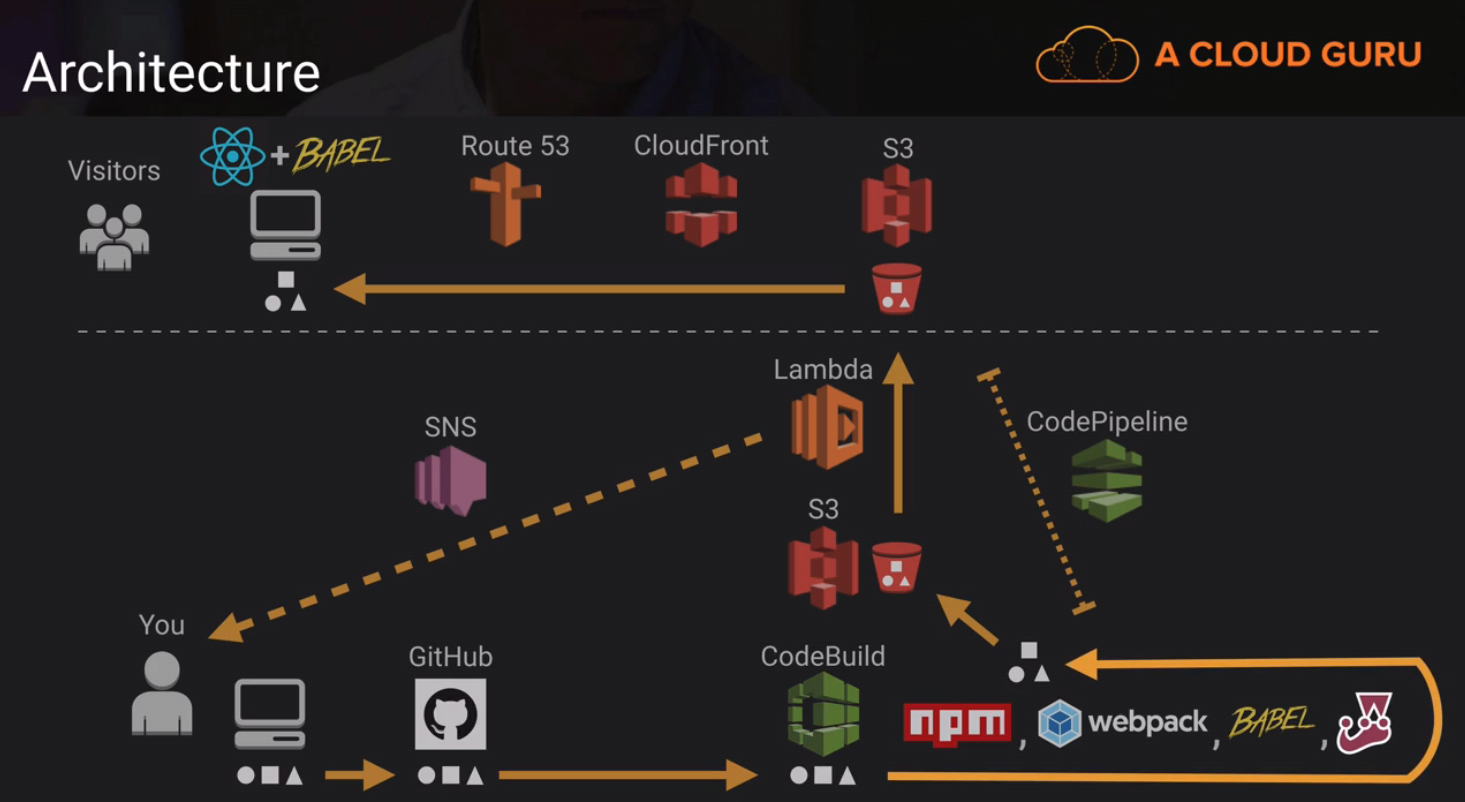 Architecture
A CLOUD GURU
Visitors
+ BABEL
Route 53
CloudFront
S3
Lambda
SNS
CodePipeline
S3
You
GitHub
CodeBuild
npm, webpack, BABEL,